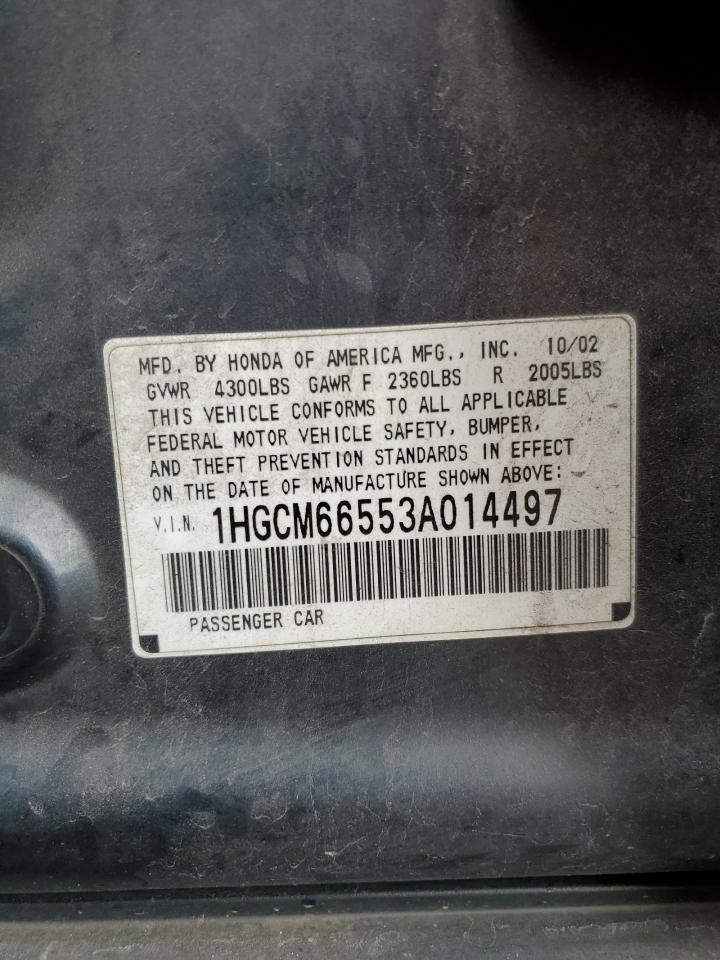 MFD. BY HONDA OF AMERICA MFG., INC. 10/02
GVWR 4300LBS GAWR F 2360LBS R 2005LBS
THIS VEHICLE CONFORMS TO ALL APPLICABLE
FEDERAL MOTOR VEHICLE SAFETY, BUMPER,
AND THEFT PREVENTION STANDARDS IN EFFECT
ON THE DATE OF MANUFACTURE SHOWN ABOVE:
V.I.N. 1HGCM66553A014497
PASSENGER CAR